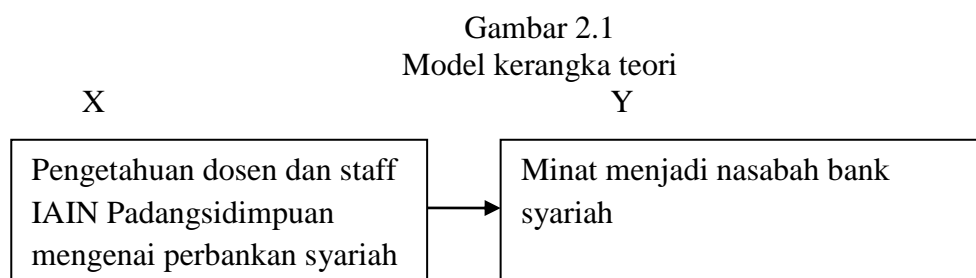 Gambar 2.1
Model kerangka teori
X Y
Pengetahuan dosen dan staff
IAIN Padangsidimpuan
mengenai perbankan syariah
Minat menjadi nasabah bank
syariah